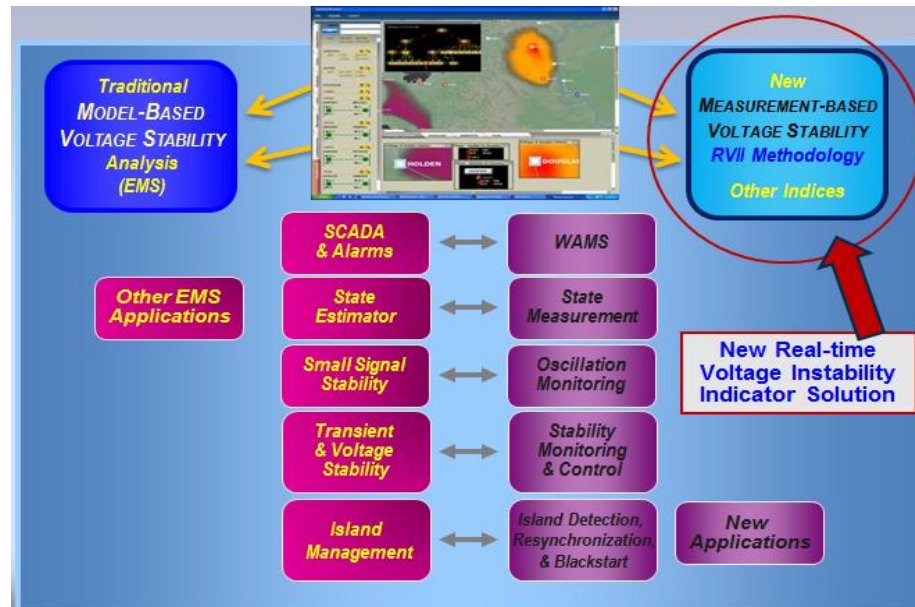 Traditional
MODEL-BASED
VOLTAGE STABILITY
Analysis
(EMS)
HOLDEN
DOUGLAS
New
MEASUREMENT-BASED
VOLTAGE STABILITY
RVII Methodology
Other Indices
SCADA
& Alarms
WAMS
Other EMS
Applications
State
Estimator
State
Measurement
New Real-time
Voltage Instability
Indicator Solution
Small Signal
Stability
Oscillation
Monitoring
Transient
& Voltage
Stability
Stability
Monitoring
& Control
Island
Management
Island Detection,
Resynchronization,
& Blackstart
New
Applications